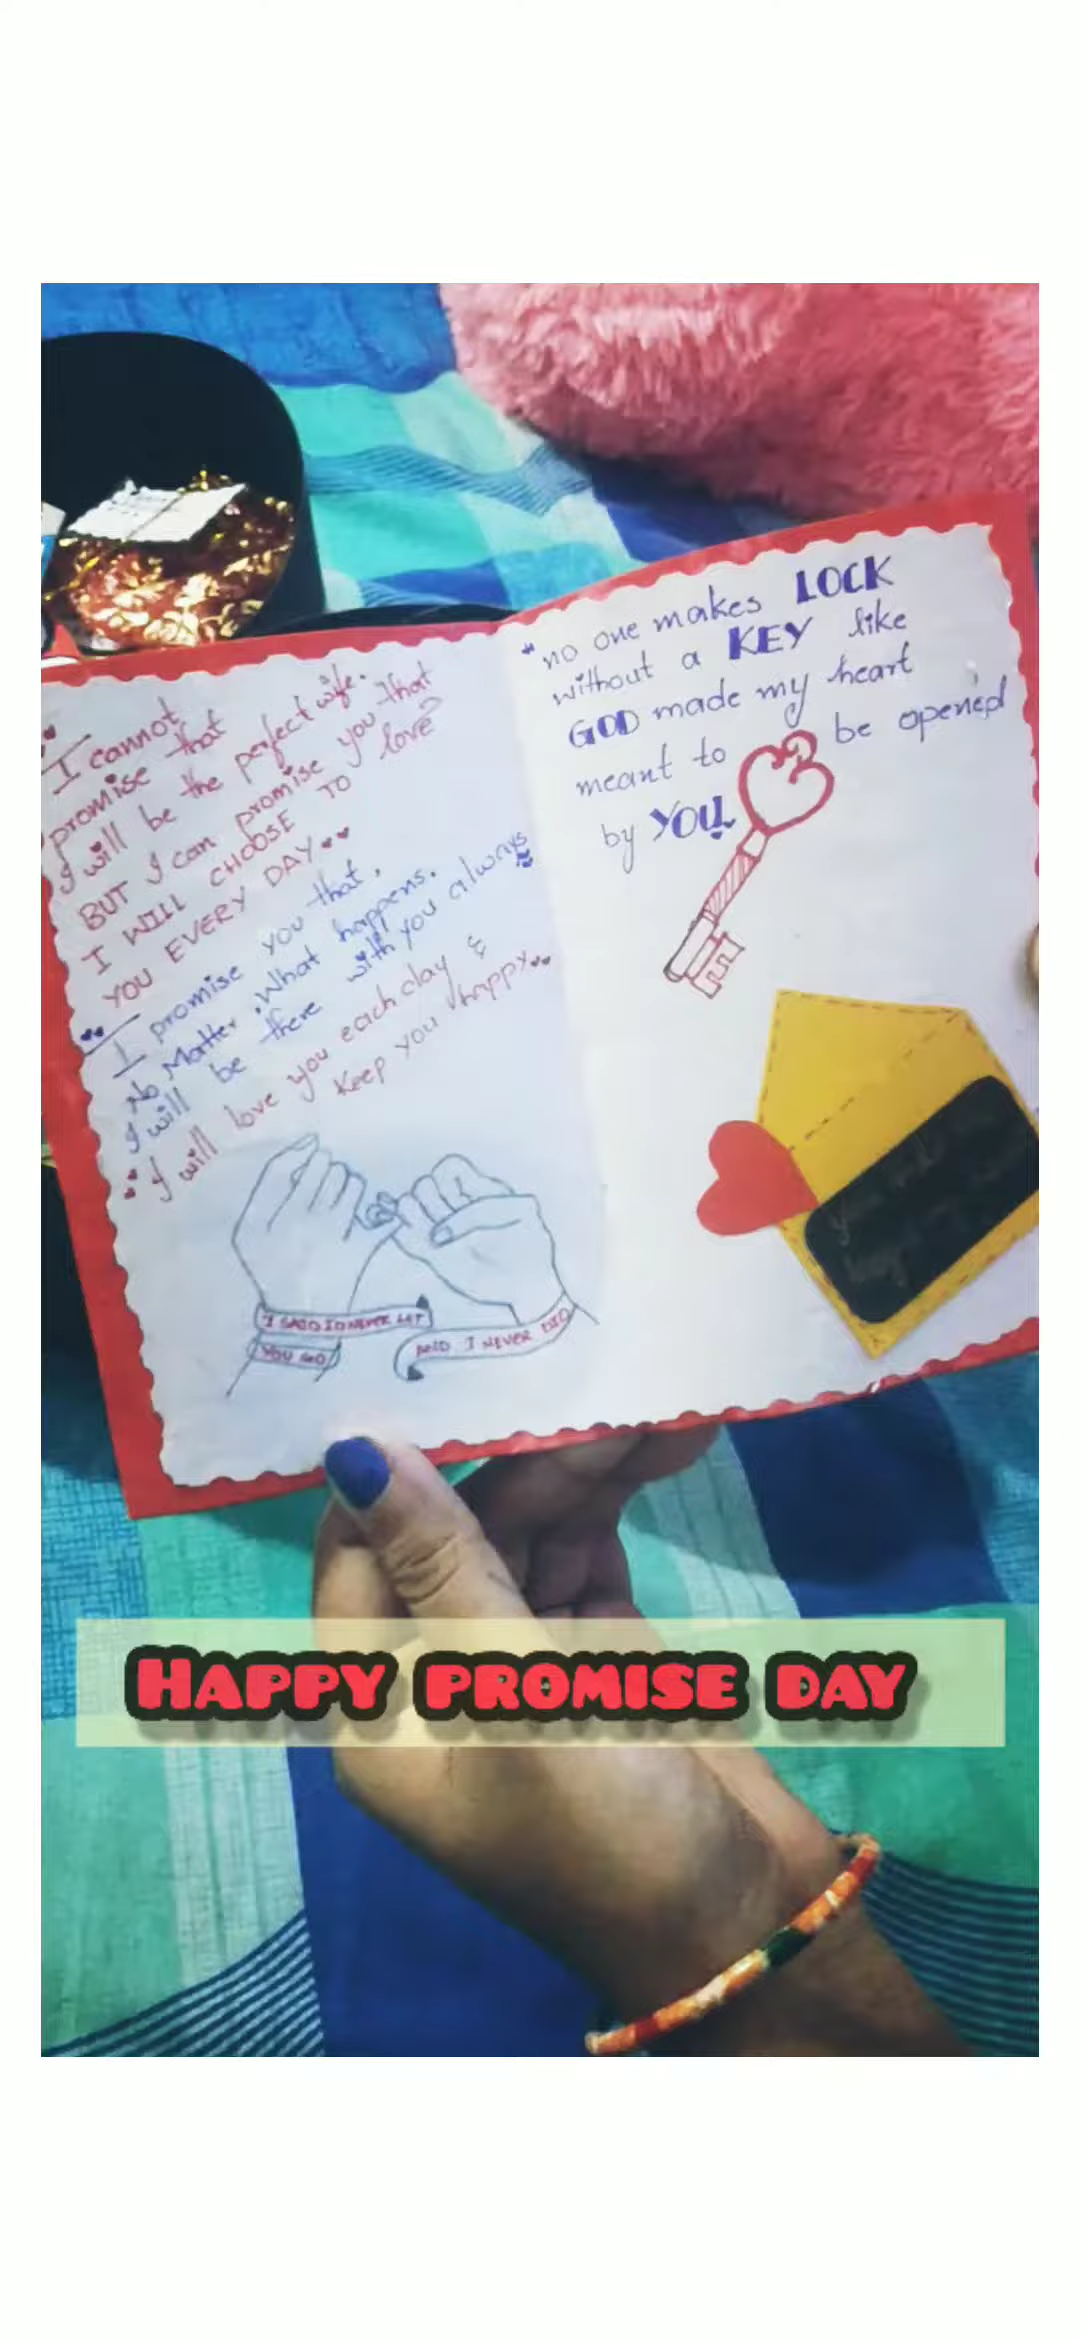 I cannot
promise that
I will be the perfect wife.
BUT I can promise you that
I WILL CHOOSE TO love
YOU EVERY DAY
I promise you that,
No Matter What happens.
I will be there with you always
I will love you each day &
Keep you happy
"I SAID ID NEVER LET
YOU GO
AND I NEVER DID
"no one makes LOCK
without a KEY like
GOD made my heart
meant to be opened
by YOU.
HAPPY PROMISE DAY